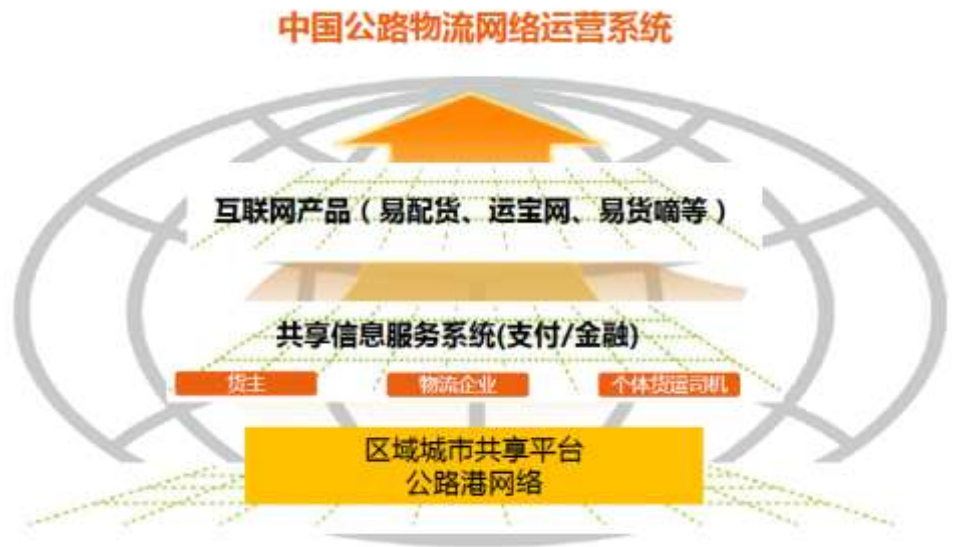 中国公路物流网络运营系统
互联网产品（易配货、运宝网、易货嘀等）
共享信息服务系统(支付/金融)
货主
物流企业
个体货运司机
区域城市共享平台
公路港网络